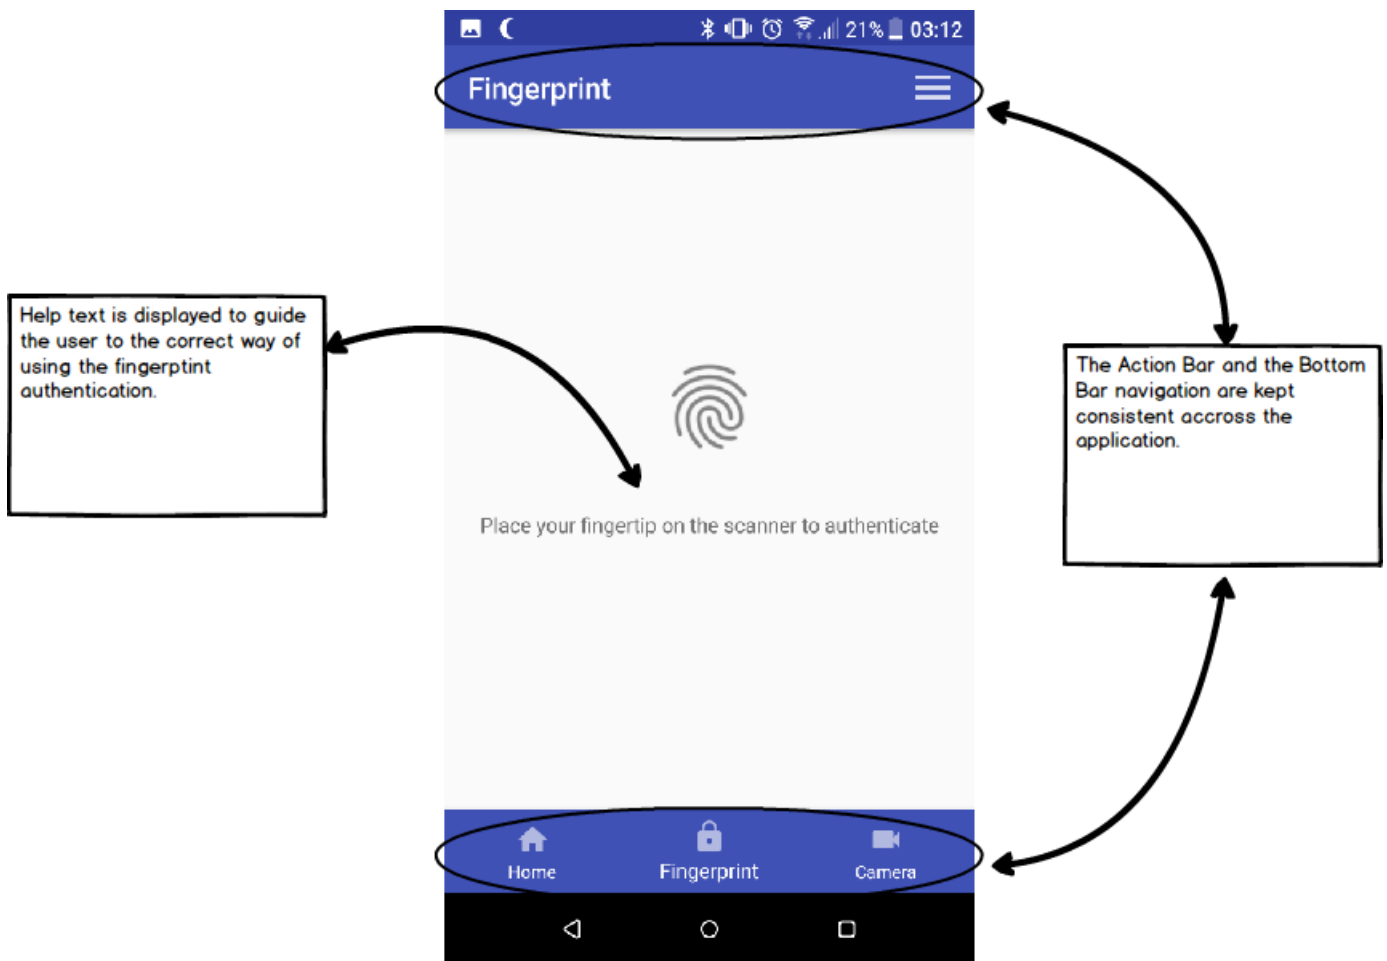 21% 03:12
Fingerprint
Help text is displayed to guide
the user to the correct way of
using the fingerptint
authentication.
The Action Bar and the Bottom
Bar navigation are kept
consistent accross the
application.
Place your fingertip on the scanner to authenticate
Home Fingerprint Camera